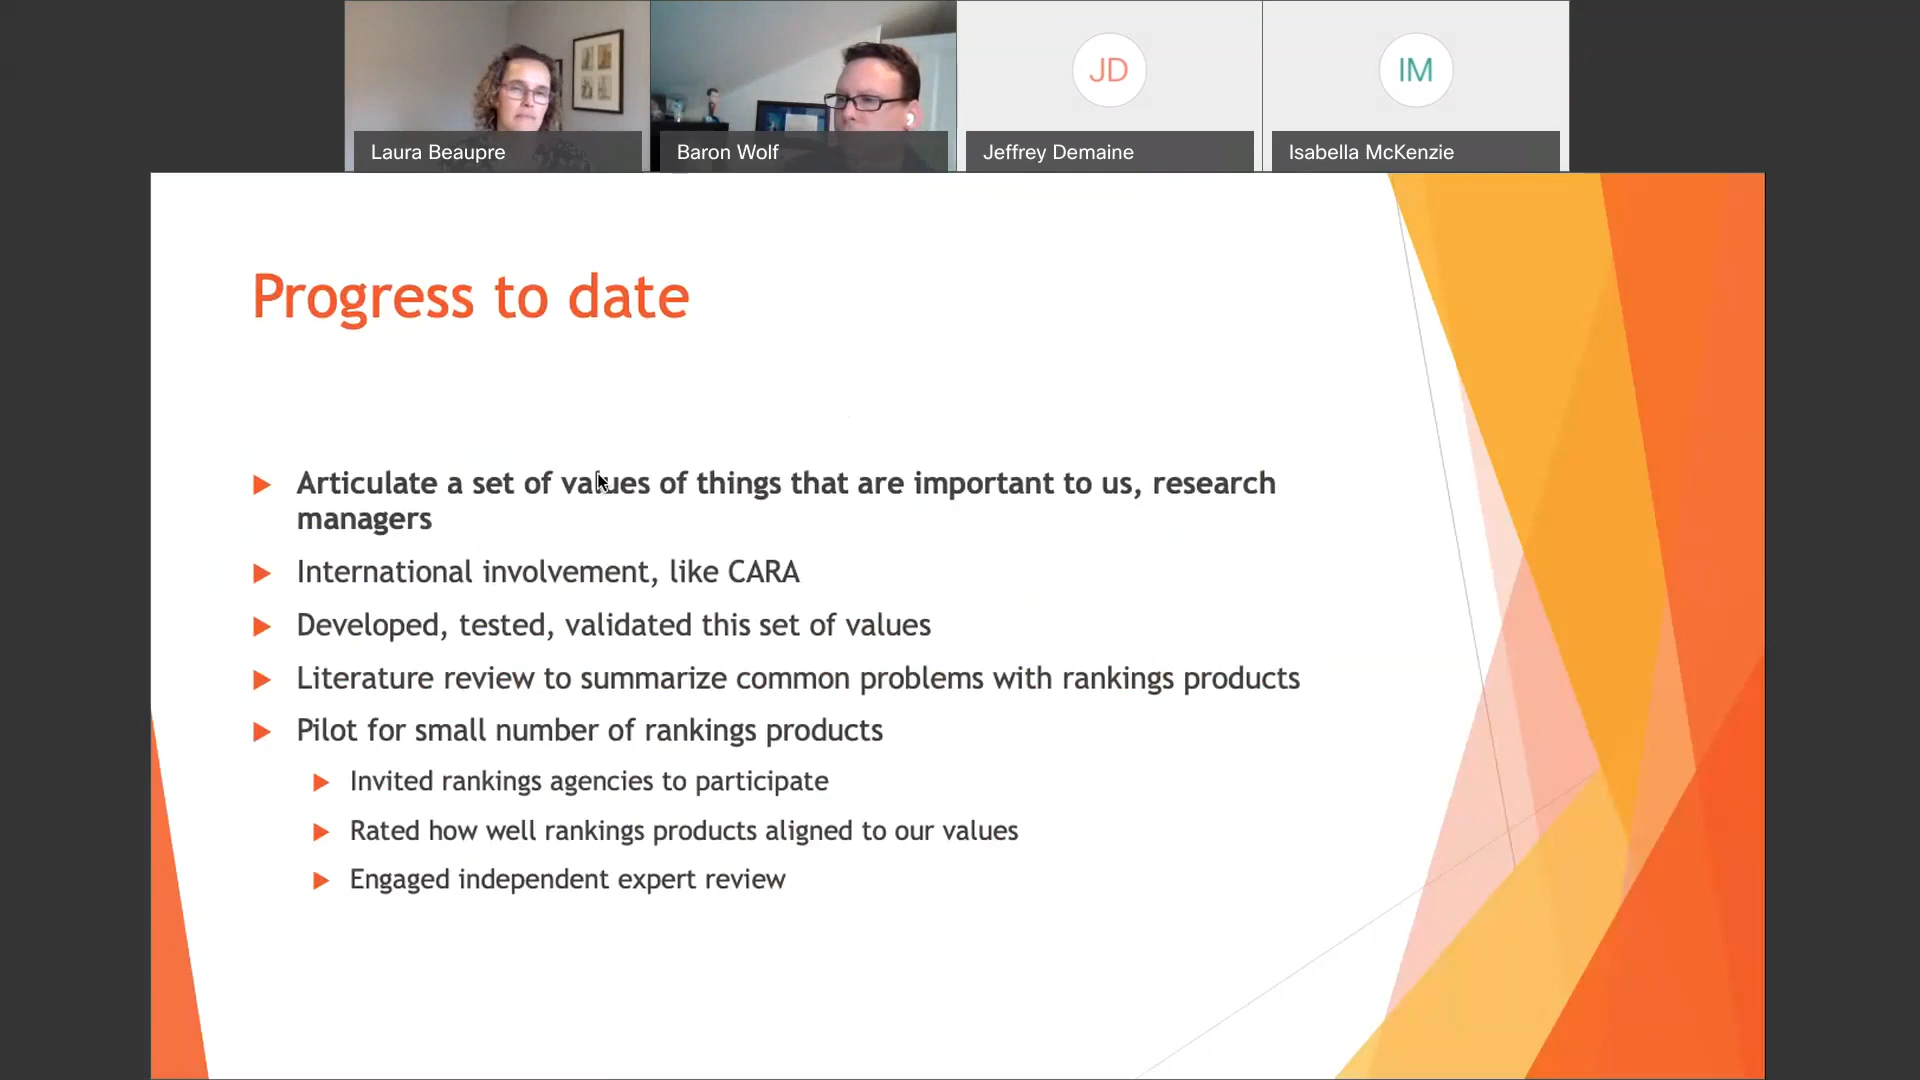 Laura Beaupre
Baron Wolf
JD
Jeffrey Demaine
IM
Isabella McKenzie
Progress to date
Articulate a set of values of things that are important to us, research
managers
International involvement, like CARA
Developed, tested, validated this set of values
Literature review to summarize common problems with rankings products
Pilot for small number of rankings products
Invited rankings agencies to participate
Rated how well rankings products aligned to our values
Engaged independent expert review